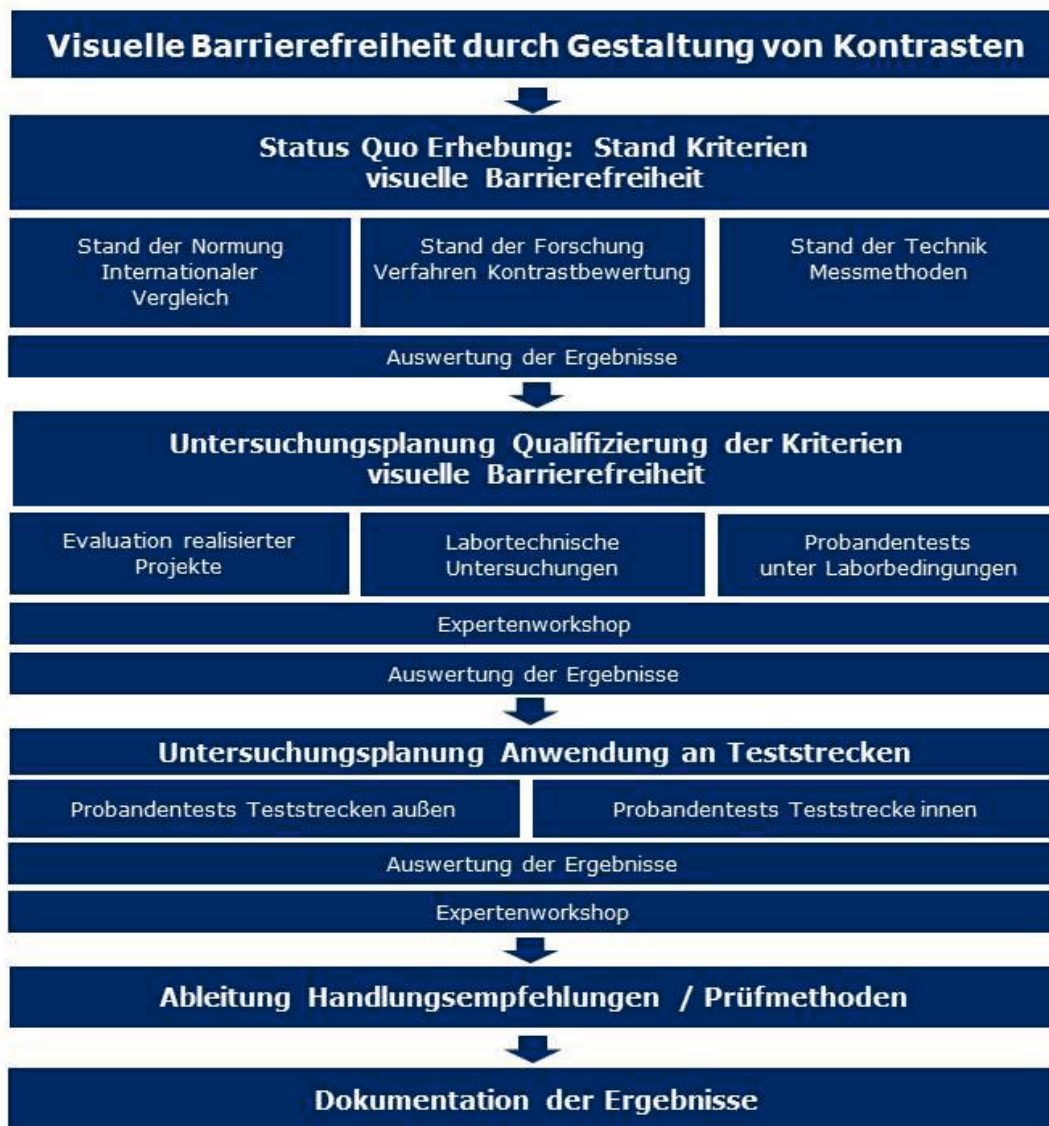 Visuelle Barrierefreiheit durch Gestaltung von Kontrasten
Status Quo Erhebung: Stand Kriterien
visuelle Barrierefreiheit
Stand der Normung
Internationaler
Vergleich
Stand der Forschung
Verfahren Kontrastbewertung
Stand der Technik
Messmethoden
Auswertung der Ergebnisse
Untersuchungsplanung Qualifizierung der Kriterien
visuelle Barrierefreiheit
Evaluation realisierter
Projekte
Labortechnische
Untersuchungen
Probandentests
unter Laborbedingungen
Expertenworkshop
Auswertung der Ergebnisse
Untersuchungsplanung Anwendung an Teststrecken
Probandentests Teststrecken außen
Probandentests Teststrecke innen
Auswertung der Ergebnisse
Expertenworkshop
Ableitung Handlungsempfehlungen / Prüfmethoden
Dokumentation der Ergebnisse